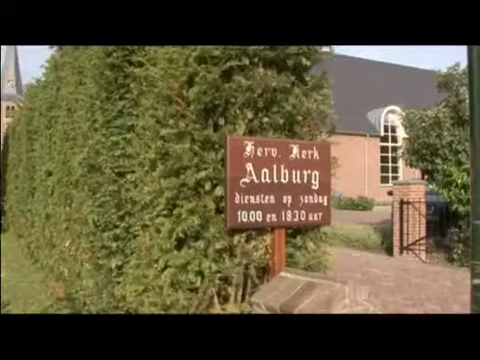 Herv. Kerk
Aalburg
diensten op zondag
10.00 en 18.30 uur